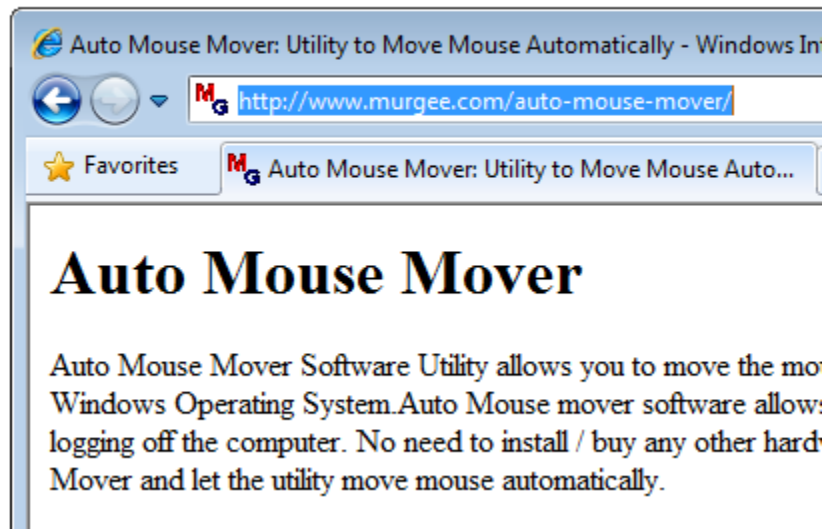 Auto Mouse Mover: Utility to Move Mouse Automatically - Windows
MG http://www.murgee.com/auto-mouse-mover/
Favorites MG Auto Mouse Mover: Utility to Move Mouse Auto...
Auto Mouse Mover
Auto Mouse Mover Software Utility allows you to move the
Windows Operating System.Auto Mouse mover software allows
logging off the computer. No need to install / buy any other
Mover and let the utility move mouse automatically.